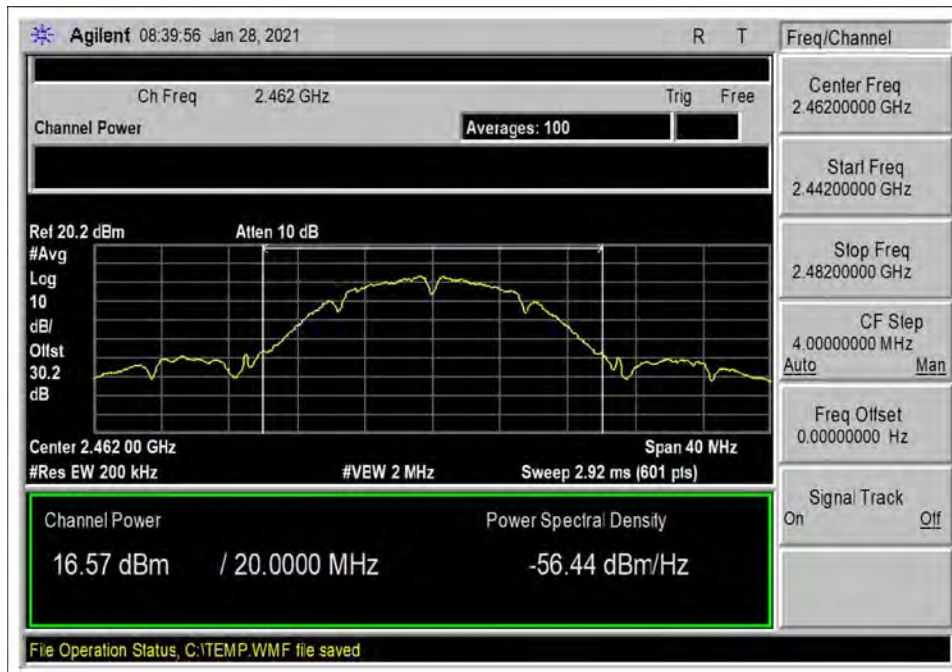 Agilent 08:39:56 Jan 28, 2021 R T
Freq/Channel
Ch Freq 2.462 GHz Trig Free
Channel Power Averages: 100
Center Freq
2.46200000 GHz
Start Freq
2.44200000 GHz
Stop Freq
2.48200000 GHz
CF Step
4.00000000 MHz
Auto Man
Freq Offset
0.00000000 Hz
Signal Track
On Off
Ref 20.2 dBm Atten 10 dB
#Avg
Log
10
dB/
Offst
30.2
dB
Center 2.462 00 GHz Span 40 MHz
#Res BW 200 kHz #VBW 2 MHz Sweep 2.92 ms (601 pts)
Channel Power Power Spectral Density
16.57 dBm / 20.0000 MHz -56.44 dBm/Hz
File Operation Status, C:\TEMP.WMF file saved